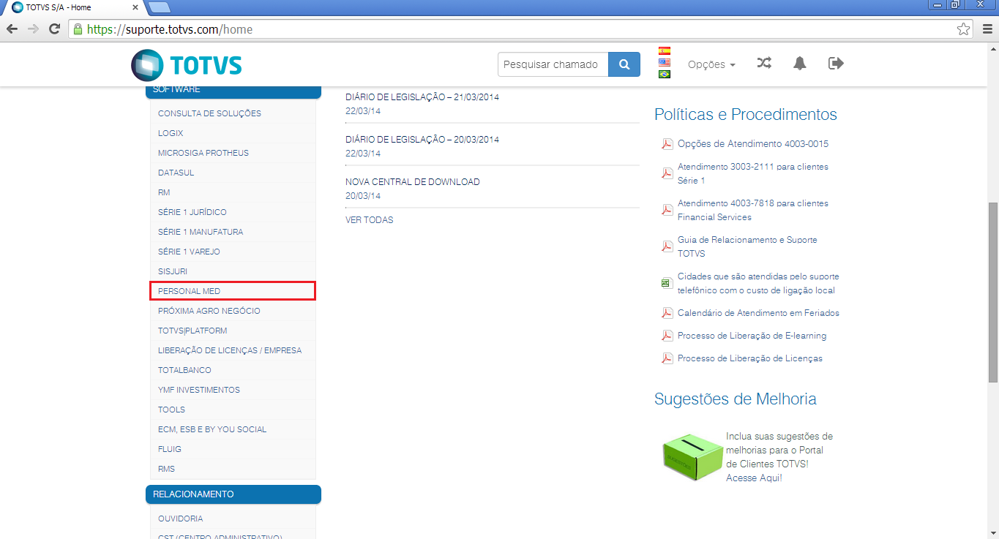 TOTVS S/A - Home
https://suporte.totvs.com/home
TOTVS
Pesquisar chamado
Opções
SOFTWARE
CONSULTA DE SOLUÇÕES
LOGIX
MICROSIGA PROTHEUS
DATASUL
RM
SÉRIE 1 JURÍDICO
SÉRIE 1 MANUFATURA
SÉRIE 1 VAREJO
SISJURI
PERSONAL MED
PRÓXIMA AGRO NEGÓCIO
TOTVS|PLATFORM
LIBERAÇÃO DE LICENÇAS / EMPRESA
TOTALBANCO
YMF INVESTIMENTOS
TOOLS
ECM, ESB E BY YOU SOCIAL
FLUIG
RMS
RELACIONAMENTO
OUVIDORIA
CST (CENTRO ADMINISTRATIVO)
DIÁRIO DE LEGISLAÇÃO – 21/03/2014
22/03/14
DIÁRIO DE LEGISLAÇÃO – 20/03/2014
22/03/14
NOVA CENTRAL DE DOWNLOAD
20/03/14
VER TODAS
Políticas e Procedimentos
Opções de Atendimento 4003-0015
Atendimento 3003-2111 para clientes
Série 1
Atendimento 4003-7818 para clientes
Financial Services
Guia de Relacionamento e Suporte
TOTVS
Cidades que são atendidas pelo suporte
telefônico com o custo de ligação local
Calendário de Atendimento em Feriados
Processo de Liberação de E-learning
Processo de Liberação de Licenças
Sugestões de Melhoria
SUGESTÕES
Inclua suas sugestões de
melhorias para o Portal
de Clientes TOTVS!
Acesse Aqui!